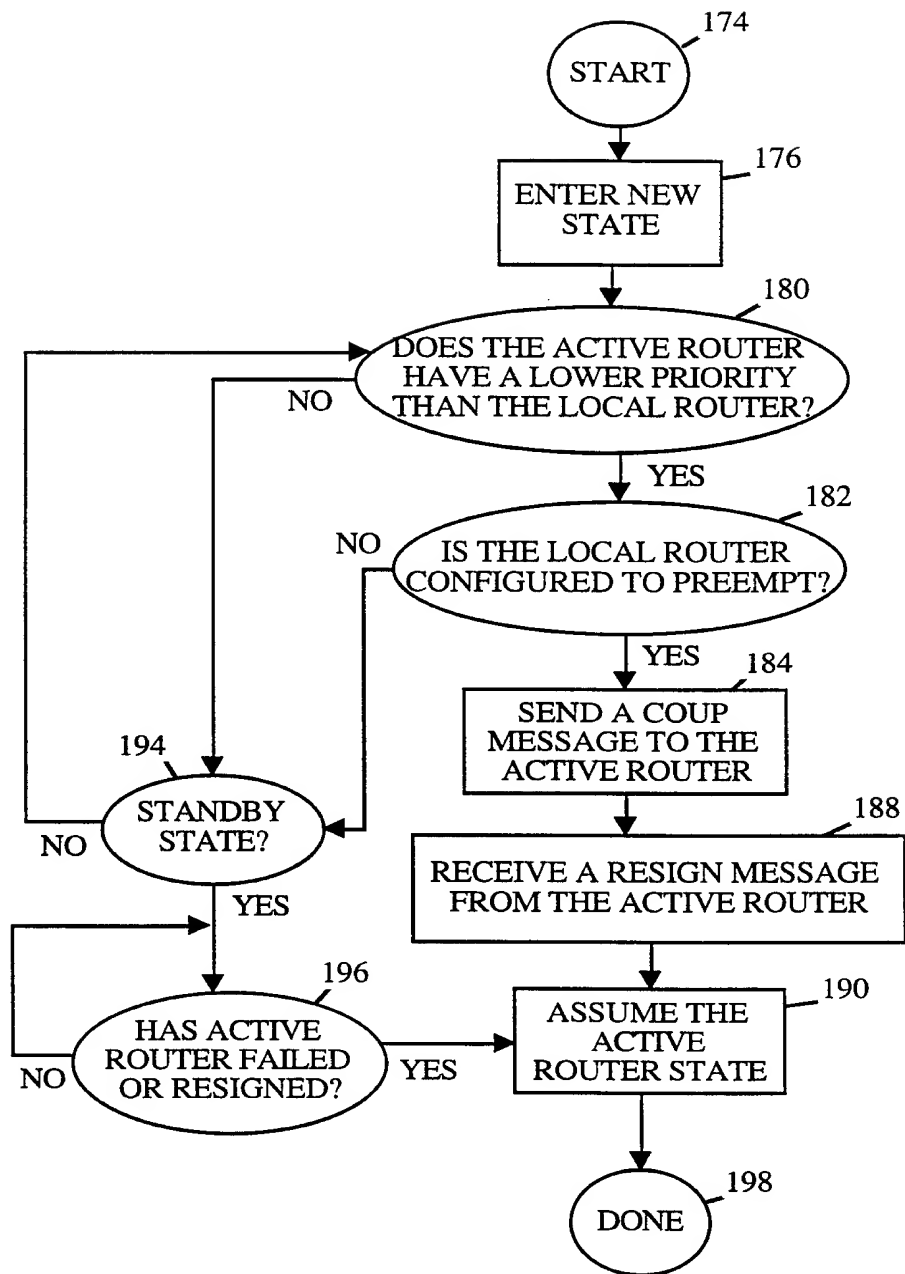 174
START
176
ENTER NEW
STATE
180
DOES THE ACTIVE ROUTER
HAVE A LOWER PRIORITY
THAN THE LOCAL ROUTER?
NO
YES
182
NO
IS THE LOCAL ROUTER
CONFIGURED TO PREEMPT?
YES
184
SEND A COUP
MESSAGE TO THE
ACTIVE ROUTER
194
STANDBY
STATE?
NO
YES
188
RECEIVE A RESIGN MESSAGE
FROM THE ACTIVE ROUTER
196
HAS ACTIVE
ROUTER FAILED
OR RESIGNED?
NO
YES
190
ASSUME THE
ACTIVE
ROUTER STATE
198
DONE